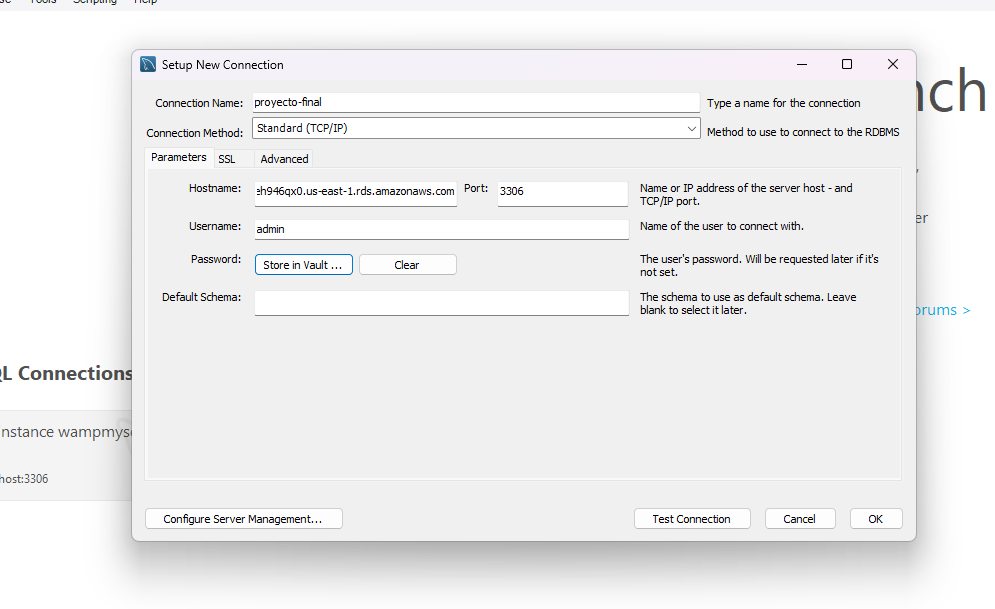 Tools Scripting Help
Setup New Connection
Connection Name: proyecto-final Type a name for the connection
Connection Method: Standard (TCP/IP) Method to use to connect to the RDBMS
Parameters SSL Advanced
Hostname: eh946qx0.us-east-1.rds.amazonaws.com Port: 3306 Name or IP address of the server host - and
TCP/IP port.
Username: admin Name of the user to connect with.
Password: Store in Vault ... Clear The user's password. Will be requested later if it's
not set.
Default Schema: The schema to use as default schema. Leave
blank to select it later.
Configure Server Management... Test Connection Cancel OK
nch
er
orums >
QL Connections
nstance wampmys
host:3306